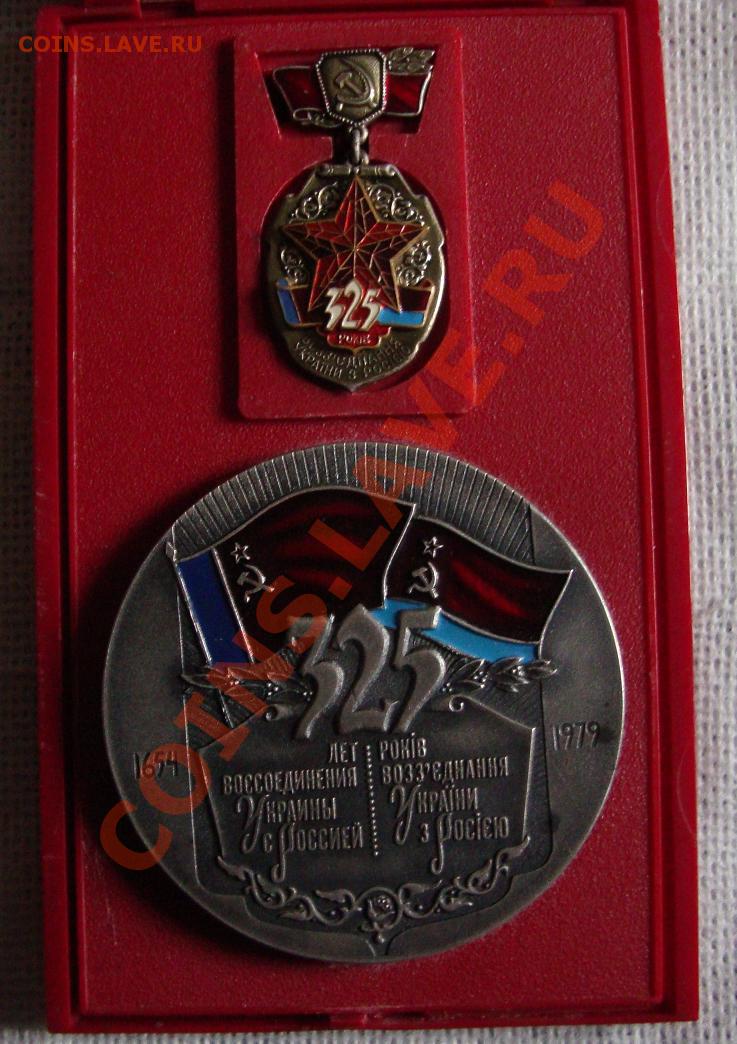 COINS.LAVE.RU
325
РОКІВ
ВОЗЗ'ЄДНАННЯ
УКРАЇНИ З РОСІЄЮ
COINS.LAVE.RU
325
1654
1979
ЛЕТ
ВОССОЕДИНЕНИЯ
УКРАИНЫ
С РОССИЕЙ
РОКІВ
ВОЗЗ'ЄДНАННЯ
УКРАЇНИ
З РОСІЄЮ